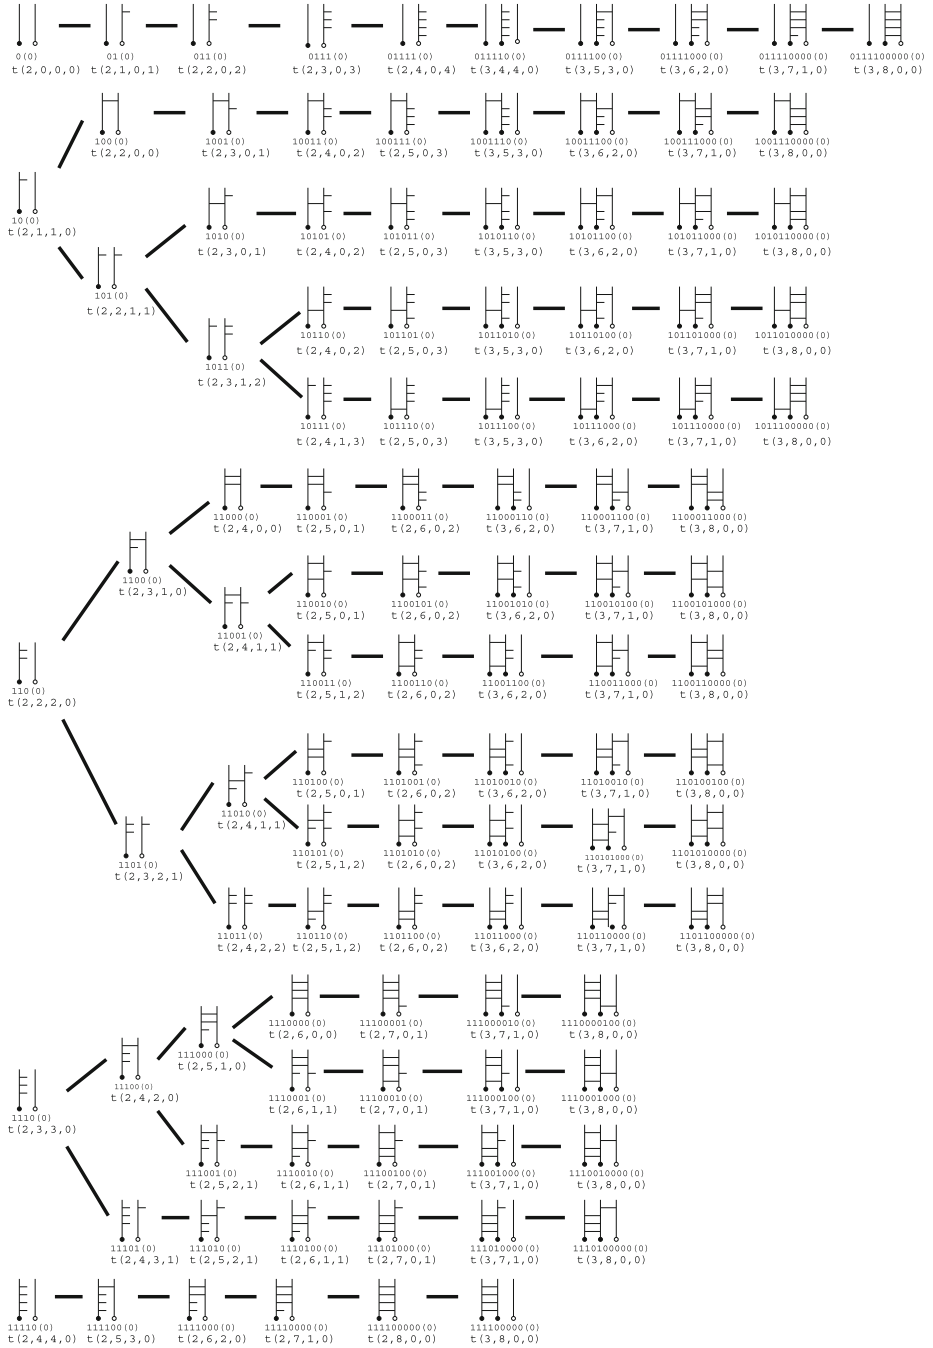 0(0) 01(0) 011(0) 0111(0) 01111(0) 011110(0) 0111100(0) 01111000(0) 011110000(0) 0111100000(0)
t(2,0,0,0) t(2,1,0,1) t(2,2,0,2) t(2,3,0,3) t(2,4,0,4) t(3,4,4,0) t(3,5,3,0) t(3,6,2,0) t(3,7,1,0) t(3,8,0,0)
100(0) 1001(0) 10011(0) 100111(0) 1001110(0) 10011100(0) 100111000(0) 1001110000(0)
t(2,2,0,0) t(2,3,0,1) t(2,4,0,2) t(2,5,0,3) t(3,5,3,0) t(3,6,2,0) t(3,7,1,0) t(3,8,0,0)
10(0)
t(2,1,1,0)
1010(0) 10101(0) 101011(0) 1010110(0) 10101100(0) 101011000(0) 1010110000(0)
t(2,3,0,1) t(2,4,0,2) t(2,5,0,3) t(3,5,3,0) t(3,6,2,0) t(3,7,1,0) t(3,8,0,0)
101(0)
t(2,2,1,1)
10110(0) 101101(0) 1011010(0) 10110100(0) 101101000(0) 1011010000(0)
t(2,4,0,2) t(2,5,0,3) t(3,5,3,0) t(3,6,2,0) t(3,7,1,0) t(3,8,0,0)
1011(0)
t(2,3,1,2)
10111(0) 101110(0) 1011100(0) 10111000(0) 101110000(0) 1011100000(0)
t(2,4,1,3) t(2,5,0,3) t(3,5,3,0) t(3,6,2,0) t(3,7,1,0) t(3,8,0,0)
11000(0) 110001(0) 1100011(0) 11000110(0) 110001100(0) 1100011000(0)
t(2,4,0,0) t(2,5,0,1) t(2,6,0,2) t(3,6,2,0) t(3,7,1,0) t(3,8,0,0)
1100(0)
t(2,3,1,0)
110010(0) 1100101(0) 11001010(0) 110010100(0) 1100101000(0)
t(2,5,0,1) t(2,6,0,2) t(3,6,2,0) t(3,7,1,0) t(3,8,0,0)
11001(0)
t(2,4,1,1)
110011(0) 1100110(0) 11001100(0) 110011000(0) 1100110000(0)
t(2,5,1,2) t(2,6,0,2) t(3,6,2,0) t(3,7,1,0) t(3,8,0,0)
110(0)
t(2,2,2,0)
110100(0) 1101001(0) 11010010(0) 11010010(0) 110100100(0)
t(2,5,0,1) t(2,6,0,2) t(3,6,2,0) t(3,7,1,0) t(3,8,0,0)
11010(0)
t(2,4,1,1)
110101(0) 1101010(0) 11010100(0) 110101000(0) 1101010000(0)
t(2,5,1,2) t(2,6,0,2) t(3,6,2,0) t(3,7,1,0) t(3,8,0,0)
1101(0)
t(2,3,2,1)
11011(0) 110110(0) 1101100(0) 11011000(0) 110110000(0) 1101100000(0)
t(2,4,2,2) t(2,5,1,2) t(2,6,0,2) t(3,6,2,0) t(3,7,1,0) t(3,8,0,0)
1110000(0) 11100001(0) 111000010(0) 1110000100(0)
t(2,6,0,0) t(2,7,0,1) t(3,7,1,0) t(3,8,0,0)
111000(0)
t(2,5,1,0)
11100(0)
t(2,4,2,0)
1110001(0) 11100010(0) 111000100(0) 1110001000(0)
t(2,6,1,1) t(2,7,0,1) t(3,7,1,0) t(3,8,0,0)
1110(0)
t(2,3,3,0)
111001(0) 1110010(0) 11100100(0) 111001000(0) 1110010000(0)
t(2,5,2,1) t(2,6,1,1) t(2,7,0,1) t(3,7,1,0) t(3,8,0,0)
11101(0) 111010(0) 1110100(0) 11101000(0) 111010000(0) 1110100000(0)
t(2,4,3,1) t(2,5,2,1) t(2,6,1,1) t(2,7,0,1) t(3,7,1,0) t(3,8,0,0)
11110(0) 111100(0) 1111000(0) 11110000(0) 111100000(0) 111100000(0)
t(2,4,4,0) t(2,5,3,0) t(2,6,2,0) t(2,7,1,0) t(2,8,0,0) t(3,8,0,0)